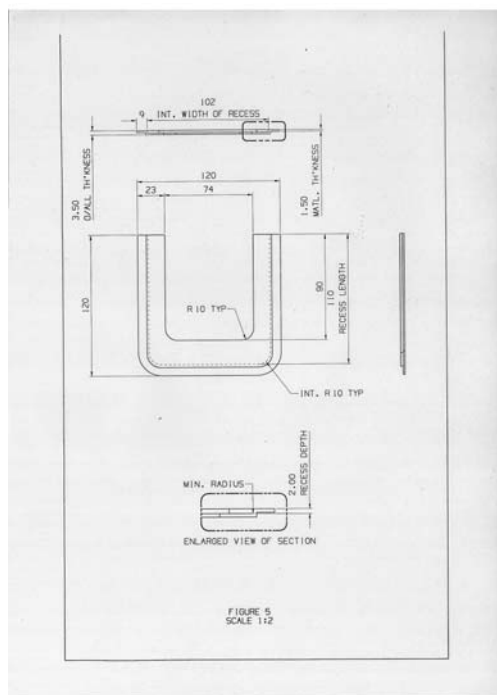 102
9 INT. WIDTH OF RECESS
3.50
O/ALL TH'KNESS
1.50
MATL. TH'KNESS
120
23 74
120
90
110
RECESS LENGTH
R10 TYP
INT. R10 TYP
MIN. RADIUS
2.00
RECESS DEPTH
ENLARGED VIEW OF SECTION
FIGURE 5
SCALE 1:2